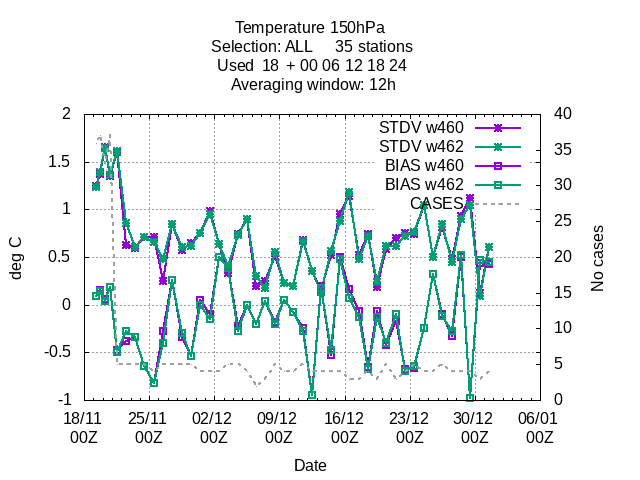 Temperature 150hPa
Selection: ALL 35 stations
Used 18 + 00 06 12 18 24
Averaging window: 12h
2
1.5
1
0.5
0
-0.5
-1
deg C
40
35
30
25
20
15
10
5
0
No cases
STDV w460
STDV w462
BIAS w460
BIAS w462
CASES
18/11 25/11 02/12 09/12 16/12 23/12 30/12 06/01
00Z 00Z 00Z 00Z 00Z 00Z 00Z 00Z
Date